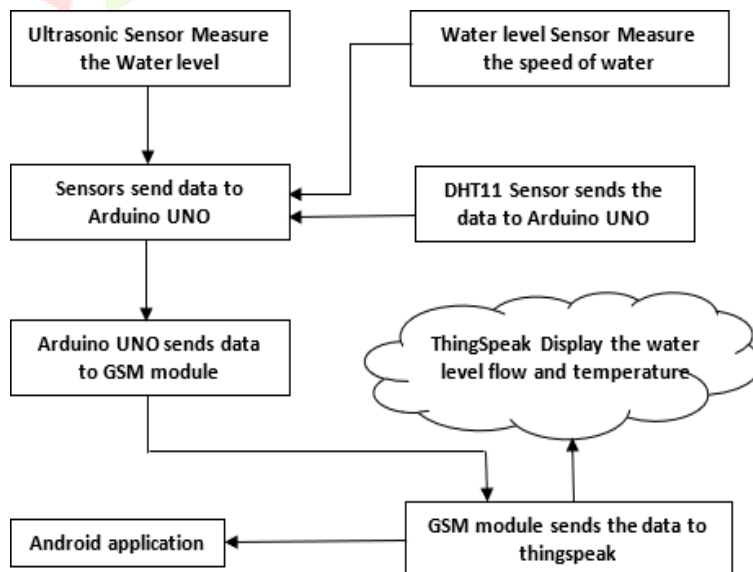 Ultrasonic Sensor Measure
the Water level
Water level Sensor Measure
the speed of water
Sensors send data to
Arduino UNO
DHT11 Sensor sends the
data to Arduino UNO
Arduino UNO sends data
to GSM module
ThingSpeak Display the water
level flow and temperature
GSM module sends the data to
thingspeak
Android application